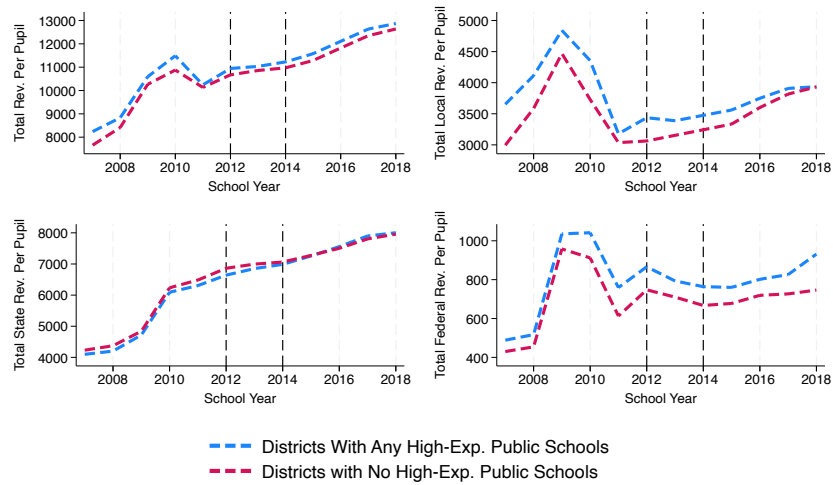 Total Rev. Per Pupil
13000
12000
11000
10000
9000
8000
2008 2010 2012 2014 2016 2018
School Year
Total Local Rev. Per Pupil
5000
4500
4000
3500
3000
2008 2010 2012 2014 2016 2018
School Year
Total State Rev. Per Pupil
8000
7000
6000
5000
4000
2008 2010 2012 2014 2016 2018
School Year
Total Federal Rev. Per Pupil
1000
800
600
400
2008 2010 2012 2014 2016 2018
School Year
Districts With Any High-Exp. Public Schools
Districts with No High-Exp. Public Schools